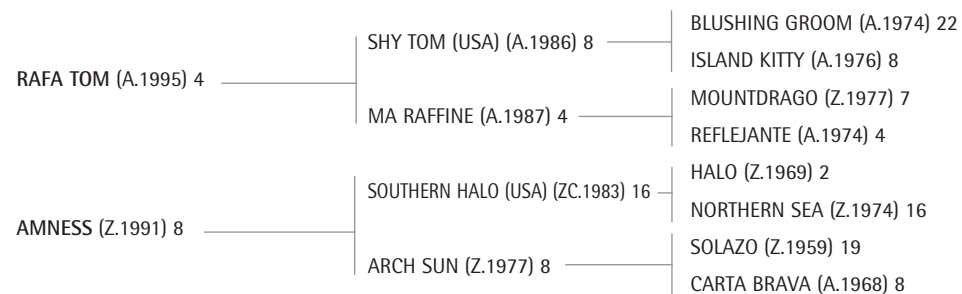 BLUSHING GROOM (A.1974) 22
SHY TOM (USA) (A.1986) 8
ISLAND KITTY (A.1976) 8
RAFA TOM (A.1995) 4
MOUNTDRAGO (Z.1977) 7
MA RAFFINE (A.1987) 4
REFLEJANTE (A.1974) 4
HALO (Z.1969) 2
SOUTHERN HALO (USA) (ZC.1983) 16
NORTHERN SEA (Z.1974) 16
AMNESS (Z.1991) 8
SOLAZO (Z.1959) 19
ARCH SUN (Z.1977) 8
CARTA BRAVA (A.1968) 8